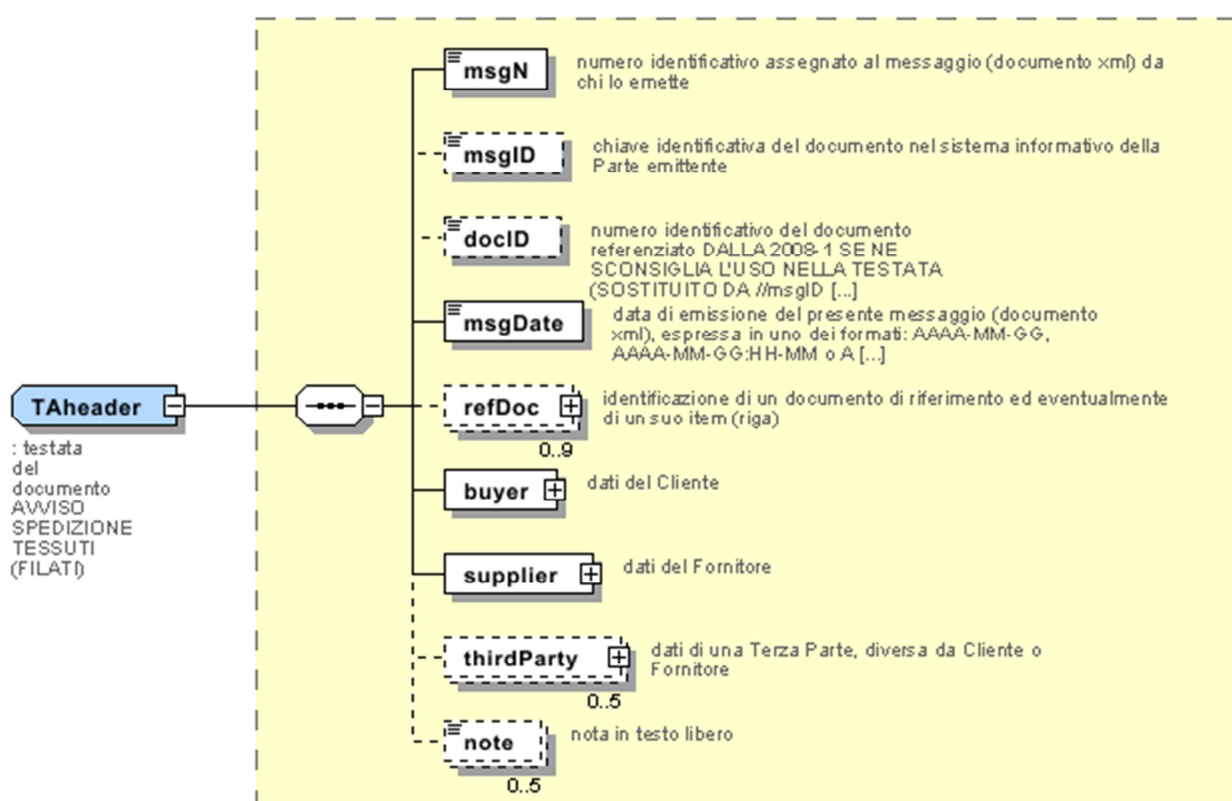 msgN
numero identificativo assegnato al messaggio (documento xml) da
chi lo emette
msgID
chiave identificativa del documento nel sistema informativo della
Parte emittente
docID
numero identificativo del documento
referenziato DALLA 2008-1 SE NE
SCONSIGLIA L'USO NELLA TESTATA
(SOSTITUITO DA //msgID [...]
msgDate
data di emissione del presente messaggio (documento
xml), espressa in uno dei formati: AAAA-MM-GG,
AAAA-MM-GG:HH-MM o A [...]
TAheader
: testata
del
documento
AVVISO
SPEDIZIONE
TESSUTI
(FILATI)
refDoc
identificazione di un documento di riferimento ed eventualmente
di un suo item (riga)
0..9
buyer
dati del Cliente
supplier
dati del Fornitore
thirdParty
dati di una Terza Parte, diversa da Cliente o
Fornitore
0..5
note
nota in testo libero
0..5